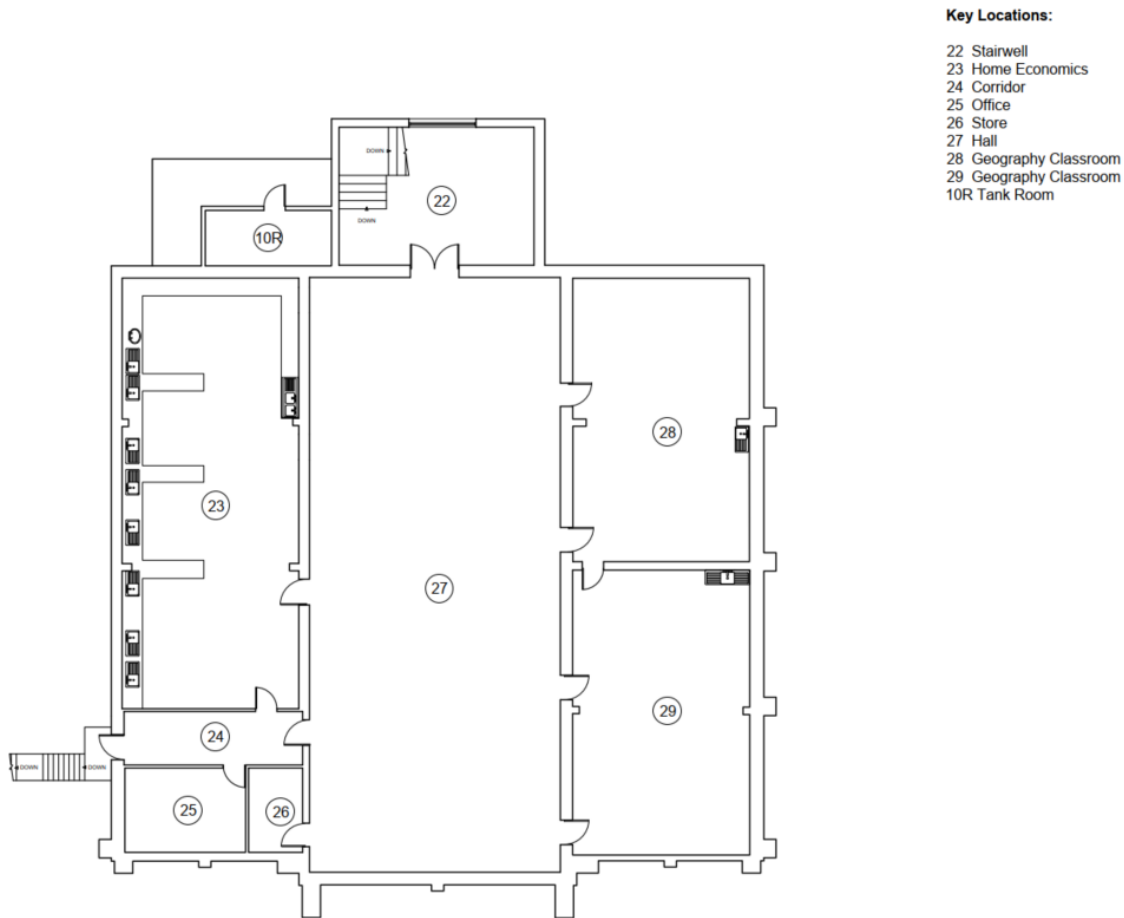 Key Locations:
22 Stairwell
23 Home Economics
24 Corridor
25 Office
26 Store
27 Hall
28 Geography Classroom
29 Geography Classroom
10R Tank Room
DOWN
22
DOWN
10R
28
23
27
29
24
DOWN DOWN
25
26